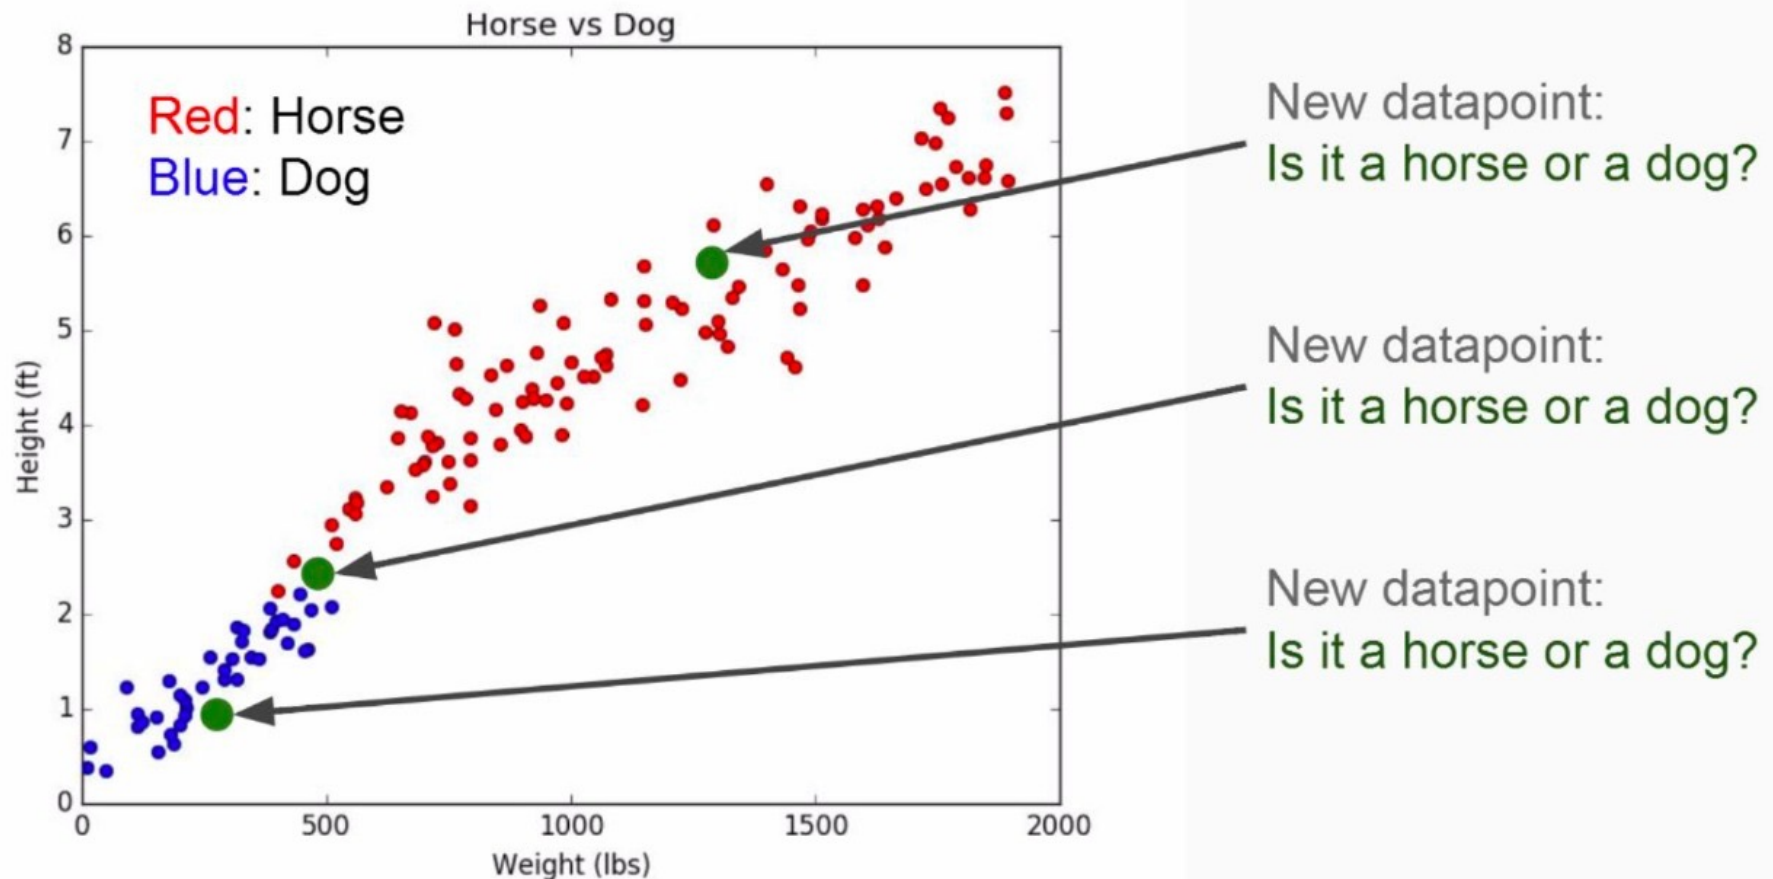 Horse vs Dog
Red: Horse
Blue: Dog
8
7
6
5
4
3
2
1
0
Height (ft)
0 500 1000 1500 2000
Weight (lbs)
New datapoint:
Is it a horse or a dog?
New datapoint:
Is it a horse or a dog?
New datapoint:
Is it a horse or a dog?